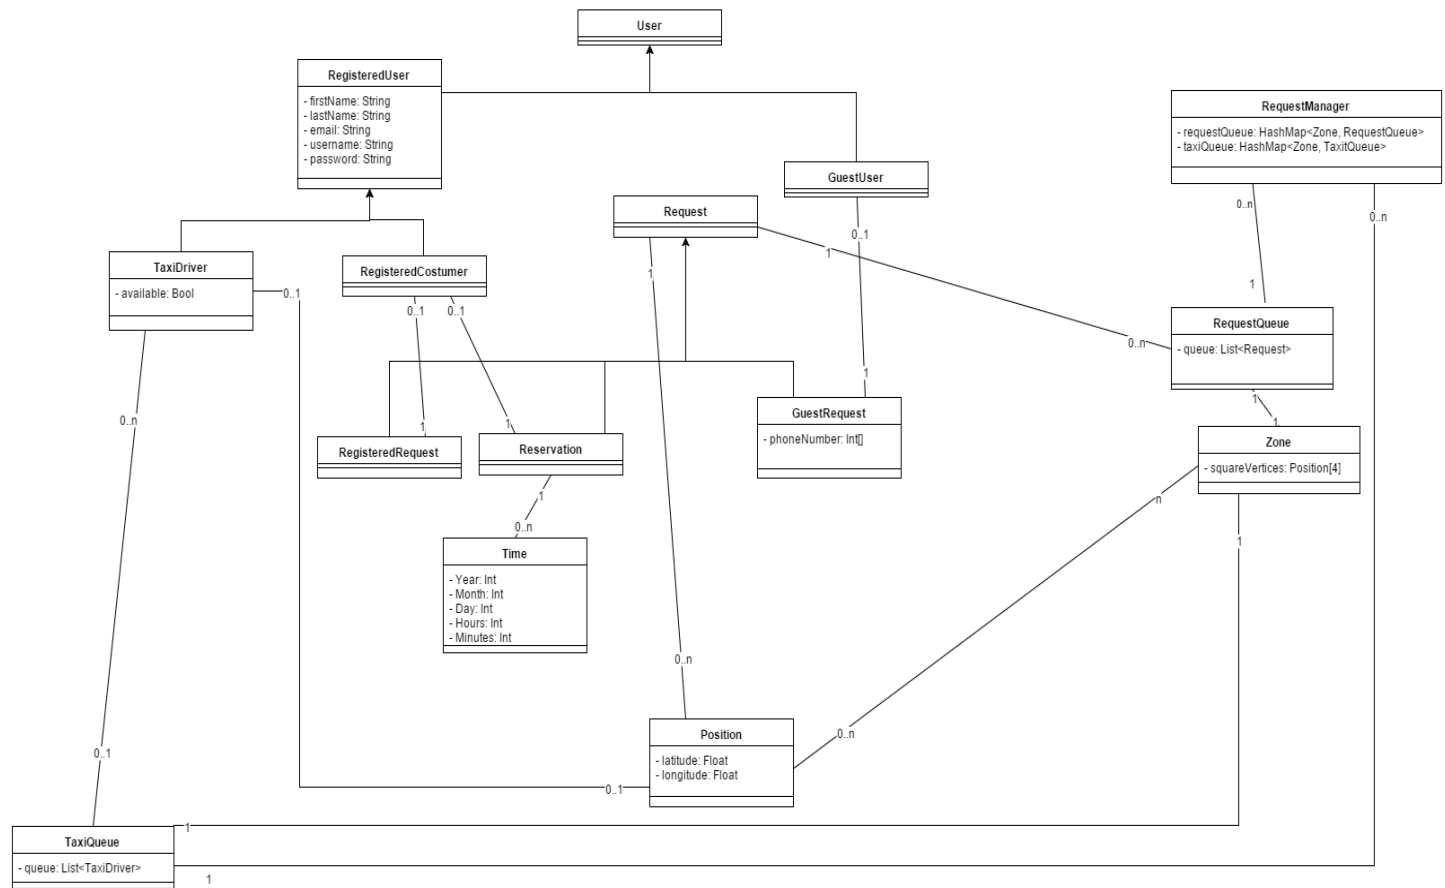 User
RegisteredUser
- firstName: String
- lastName: String
- email: String
- username: String
- password: String
RequestManager
- requestQueue: HashMap<Zone, RequestQueue>
- taxiQueue: HashMap<Zone, TaxitQueue>
GuestUser
Request
0..n
0..n
0..1
1
1
TaxiDriver
- available: Bool
RegisteredCostumer
0..1
0..1
0..1
1
RequestQueue
- queue: List<Request>
0..n
0..n
1
1
1
1
1
GuestRequest
- phoneNumber: Int[]
RegisteredRequest
Reservation
Zone
- squareVertices: Position[4]
1
0..n
n
1
Time
- Year: Int
- Month: Int
- Day: Int
- Hours: Int
- Minutes: Int
0..n
Position
- latitude: Float
- longitude: Float
0..n
0..1
0..1
TaxiQueue
- queue: List<TaxiDriver>
1
1